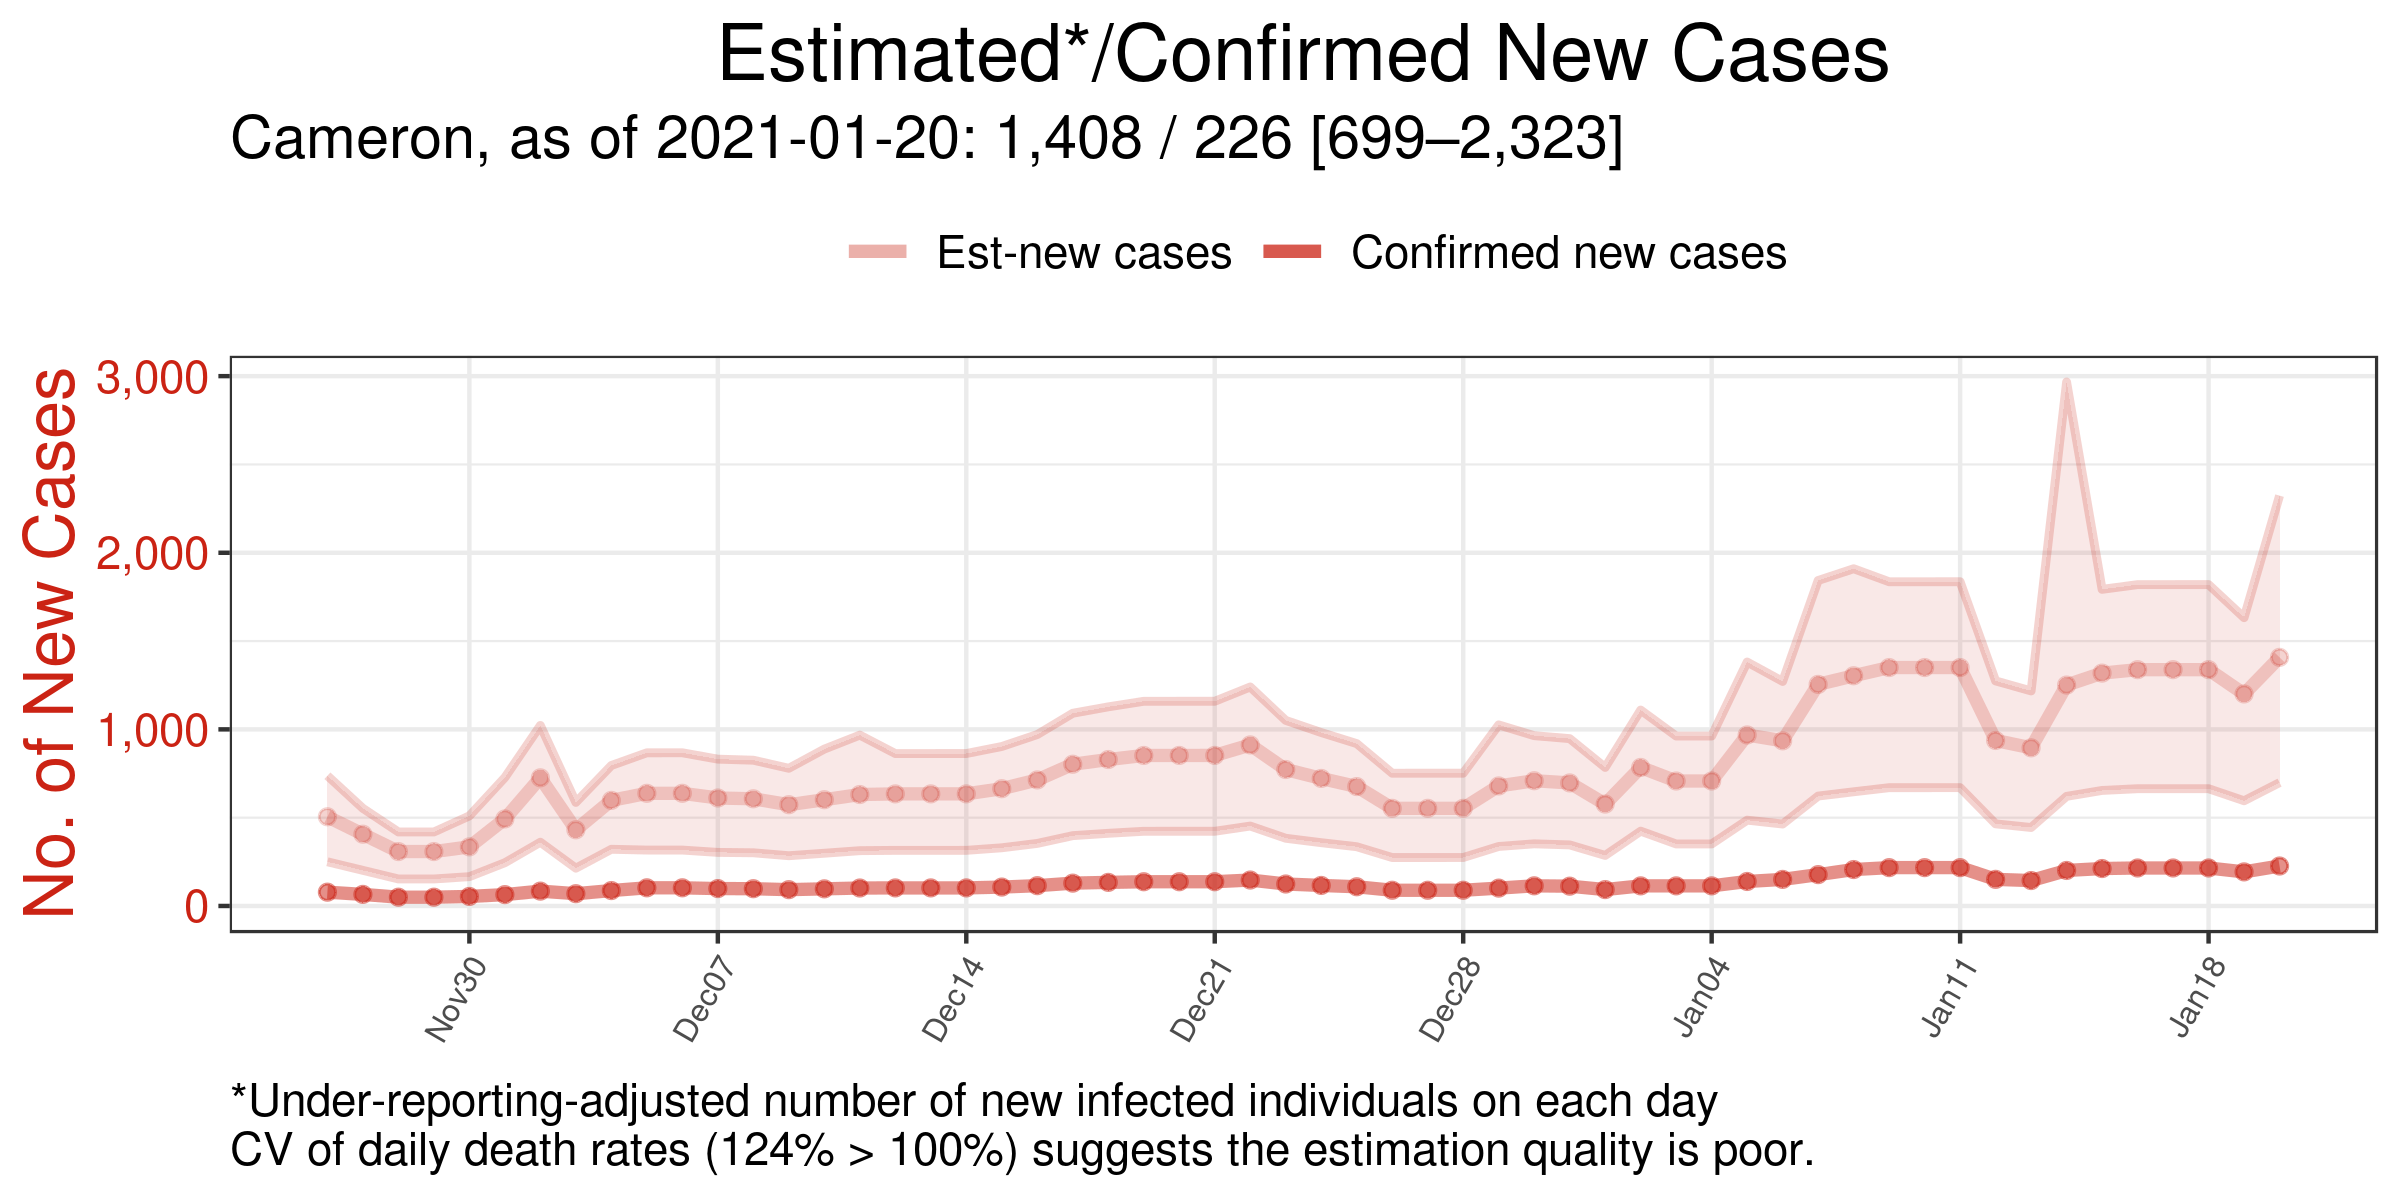 Estimated*/Confirmed New Cases
Cameron, as of 2021-01-20: 1,408 / 226 [699–2,323]
Est-new cases Confirmed new cases
No. of New Cases
3,000
2,000
1,000
0
Nov30 Dec07 Dec14 Dec21 Dec28 Jan04 Jan11 Jan18
*Under-reporting-adjusted number of new infected individuals on each day
CV of daily death rates (124% > 100%) suggests the estimation quality is poor.